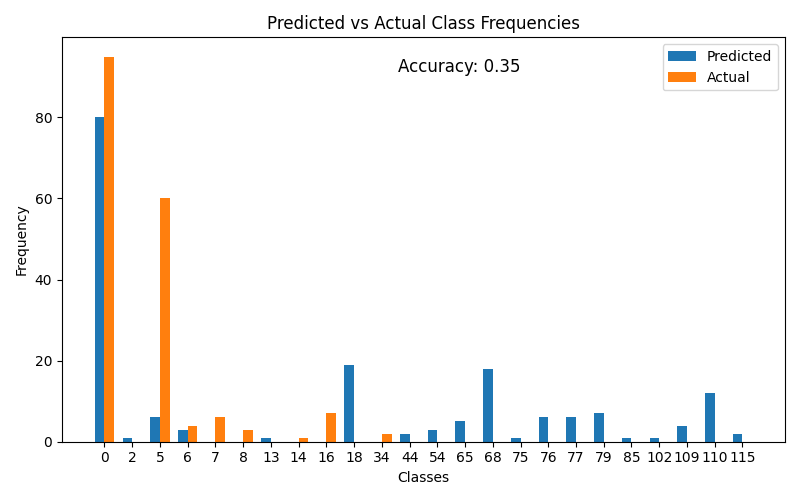 Predicted vs Actual Class Frequencies
Accuracy: 0.35
Predicted
Actual
80
60
40
20
0
Frequency
0 2 5 6 7 8 13 14 16 18 34 44 54 65 68 75 76 77 79 85 102 109 110 115
Classes